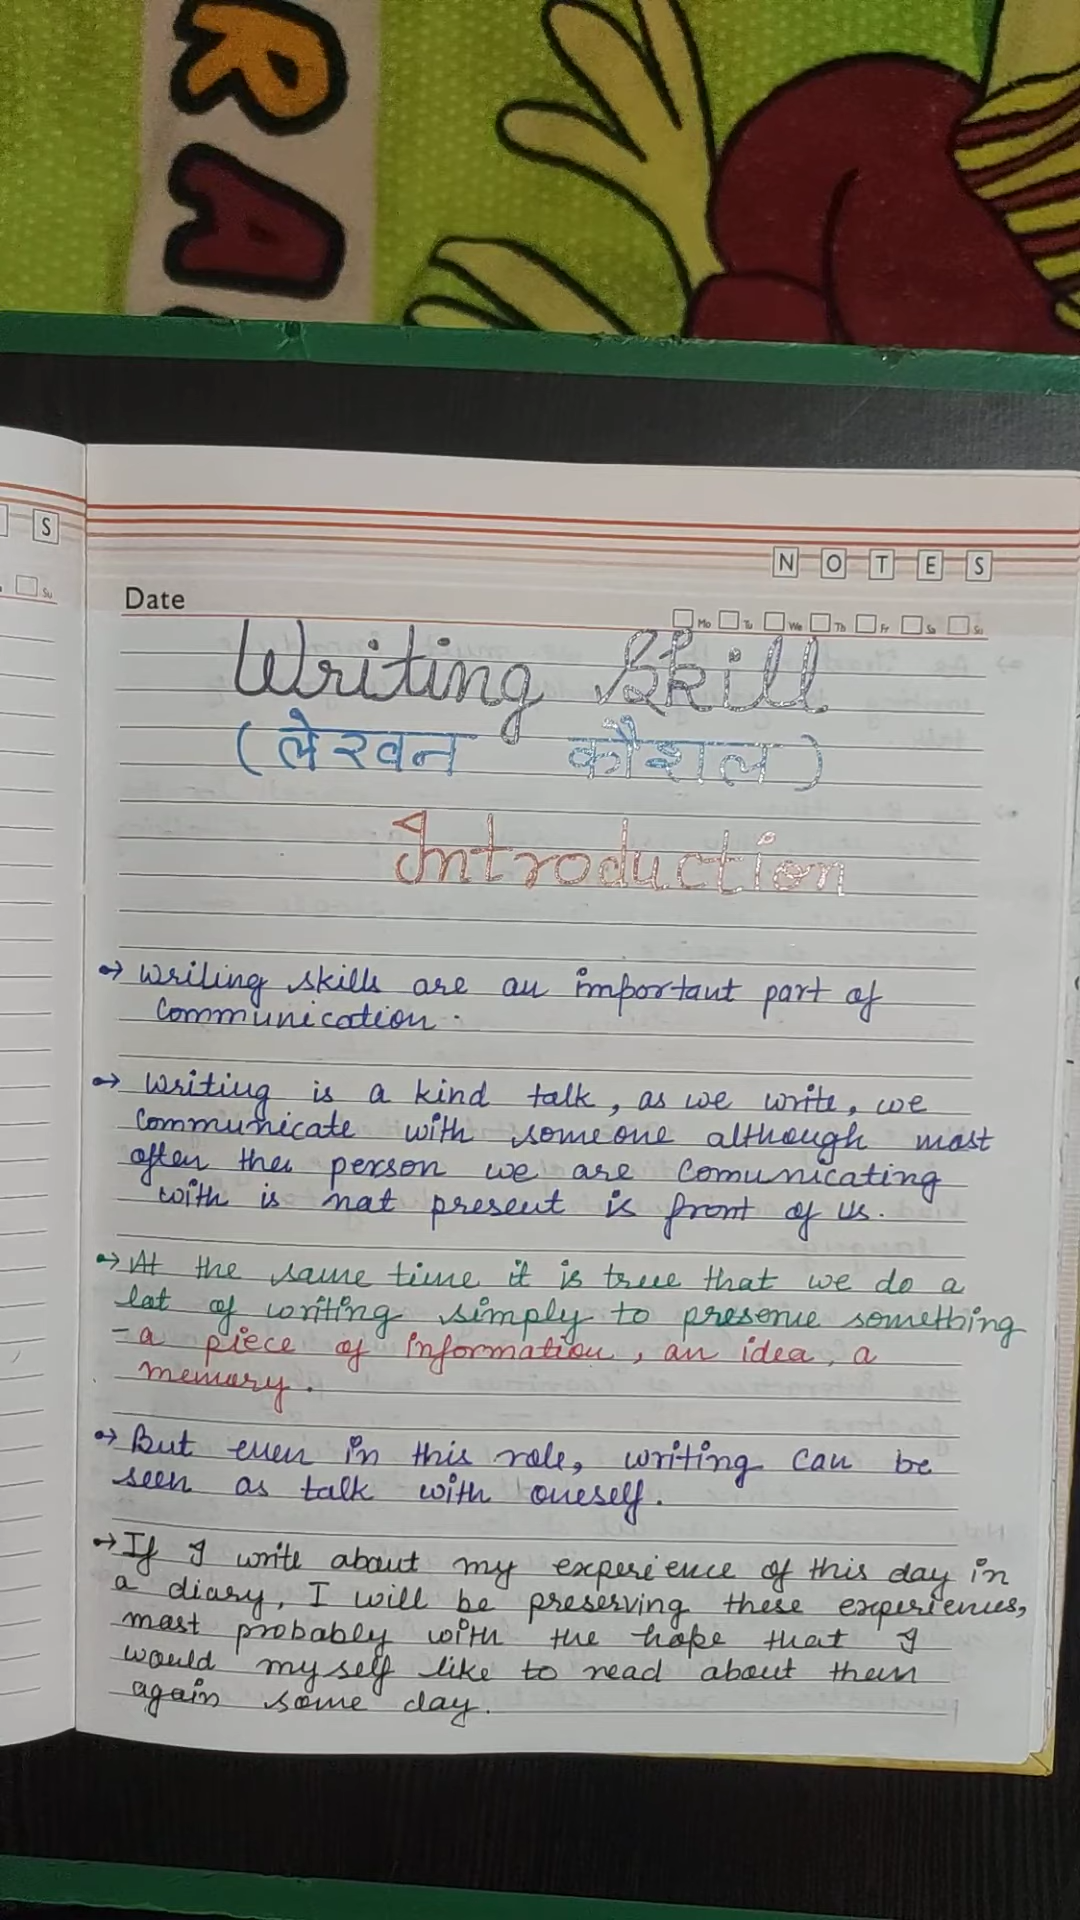 RA
S
Su
N O T E S
Date
Mo Tu We Th Fr Sa Su
Writing Skill
(लेखन कौशल)
Introduction
→ Writing skills are an important part of
communication.
→ Writing is a kind talk, as we write, we
communicate with someone although most
often the person we are comunicating
with is not present is front of us.
→ At the same time it is true that we do a
lot of writing simply to preserve something
- a piece of information, an idea, a
memory.
→ But even in this role, writing can be
seen as talk with oneself.
→ If I write about my experience of this day in
a diary, I will be preserving these experiences,
most probably with the hope that I
would myself like to read about them
again some day.